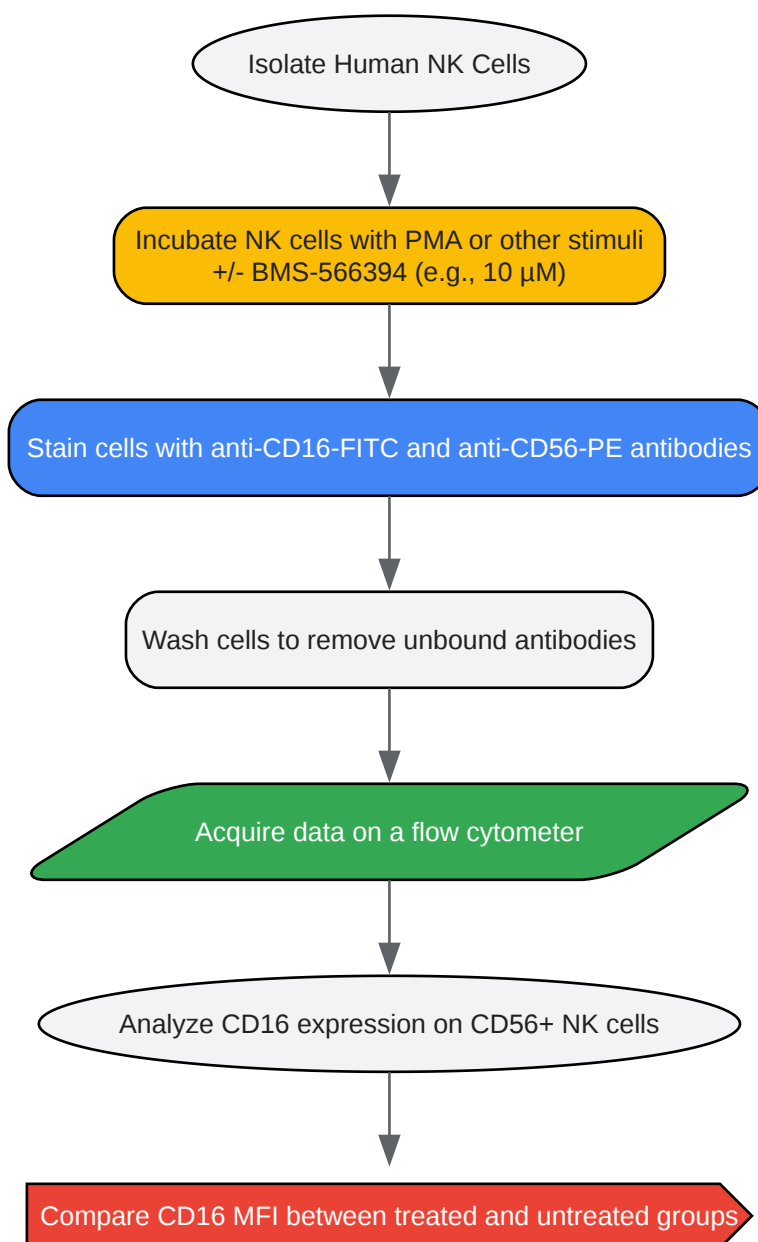 Isolate Human NK Cells
Incubate NK cells with PMA or other stimuli
+/- BMS-566394 (e.g., 10 µM)
Stain cells with anti-CD16-FITC and anti-CD56-PE antibodies
Wash cells to remove unbound antibodies
Acquire data on a flow cytometer
Analyze CD16 expression on CD56+ NK cells
Compare CD16 MFI between treated and untreated groups